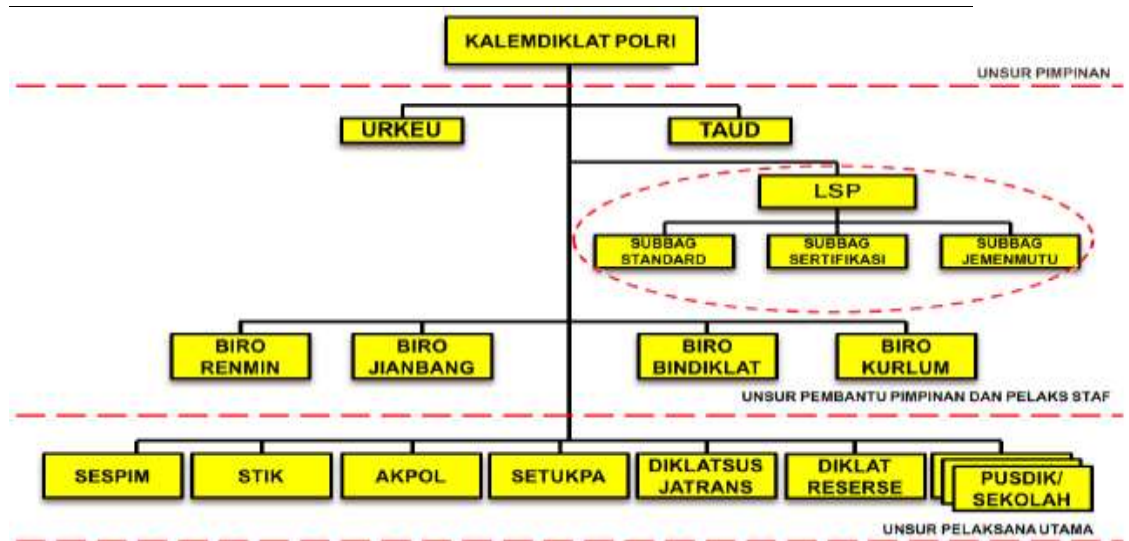 KALEMDIKLAT POLRI
UNSUR PIMPINAN
URKEU
TAUD
LSP
SUBBAG
STANDARD
SUBBAG
SERTIFIKASI
SUBBAG
JEMENMUTU
BIRO
RENMIN
BIRO
JIANBANG
BIRO
BINDIKLAT
BIRO
KURLUM
UNSUR PEMBANTU PIMPINAN DAN PELAKS STAF
SESPIM
STIK
AKPOL
SETUKPA
DIKLATSUS
JATRANS
DIKLAT
RESERSE
PUSDIK/
SEKOLAH
UNSUR PELAKSANA UTAMA